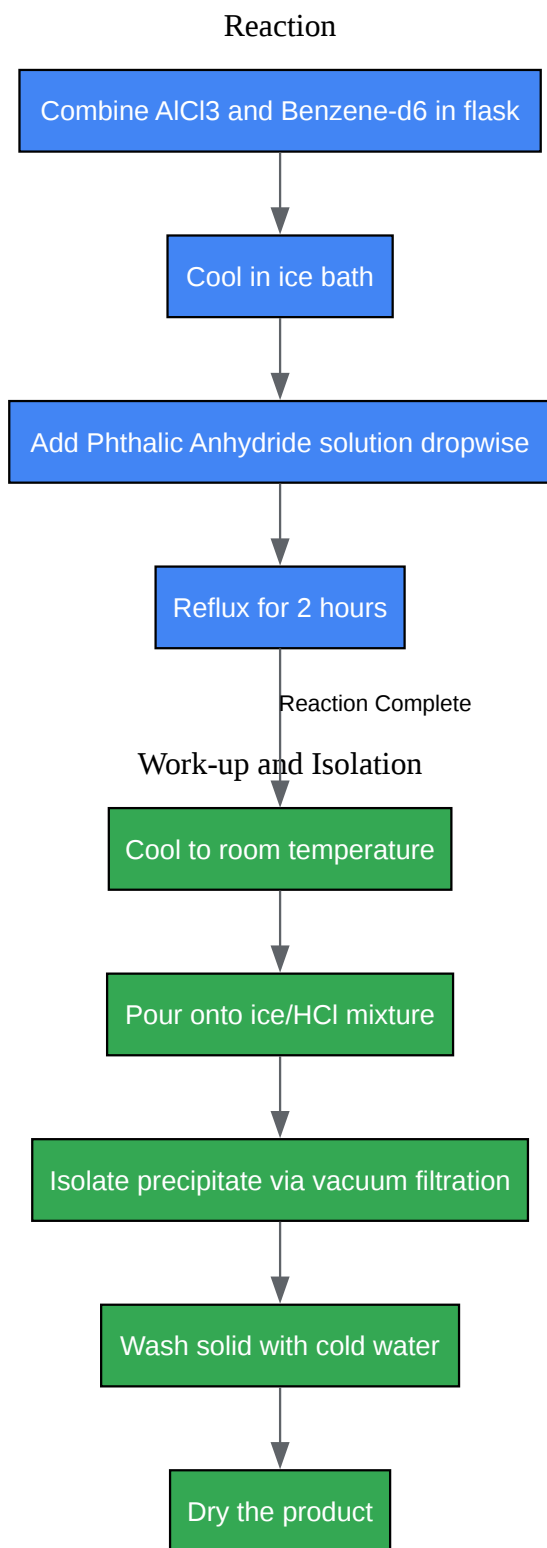 Reaction
Combine AlCl3 and Benzene-d6 in flask
Cool in ice bath
Add Phthalic Anhydride solution dropwise
Reflux for 2 hours
Reaction Complete
Work-up and Isolation
Cool to room temperature
Pour onto ice/HCl mixture
Isolate precipitate via vacuum filtration
Wash solid with cold water
Dry the product